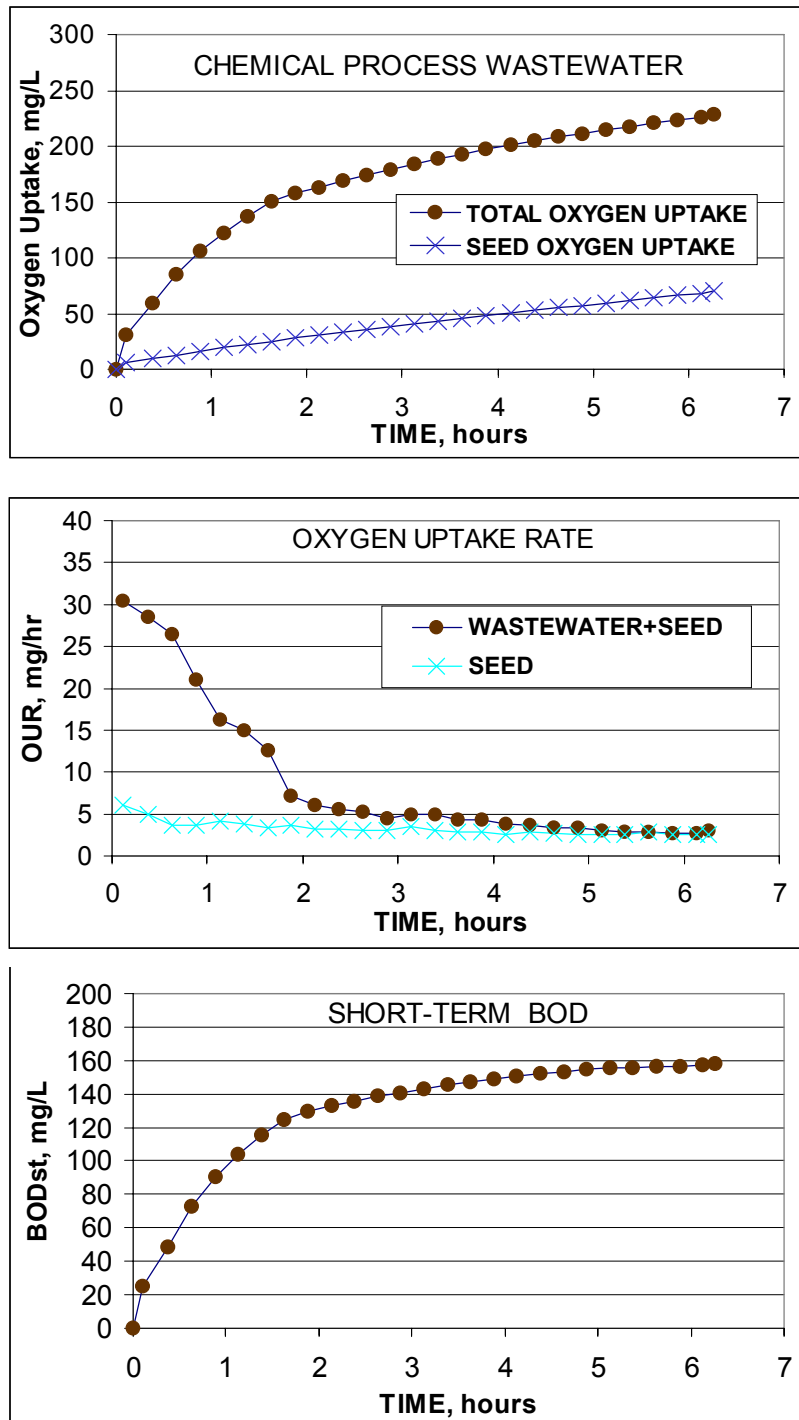 CHEMICAL PROCESS WASTEWATER
Oxygen Uptake, mg/L
300
250
200
150
100
50
0
TOTAL OXYGEN UPTAKE
SEED OXYGEN UPTAKE
0 1 2 3 4 5 6 7
TIME, hours
OXYGEN UPTAKE RATE
OUR, mg/hr
40
35
30
25
20
15
10
5
0
WASTEWATER+SEED
SEED
0 1 2 3 4 5 6 7
TIME, hours
SHORT-TERM BOD
BODst, mg/L
200
180
160
140
120
100
80
60
40
20
0
0 1 2 3 4 5 6 7
TIME, hours